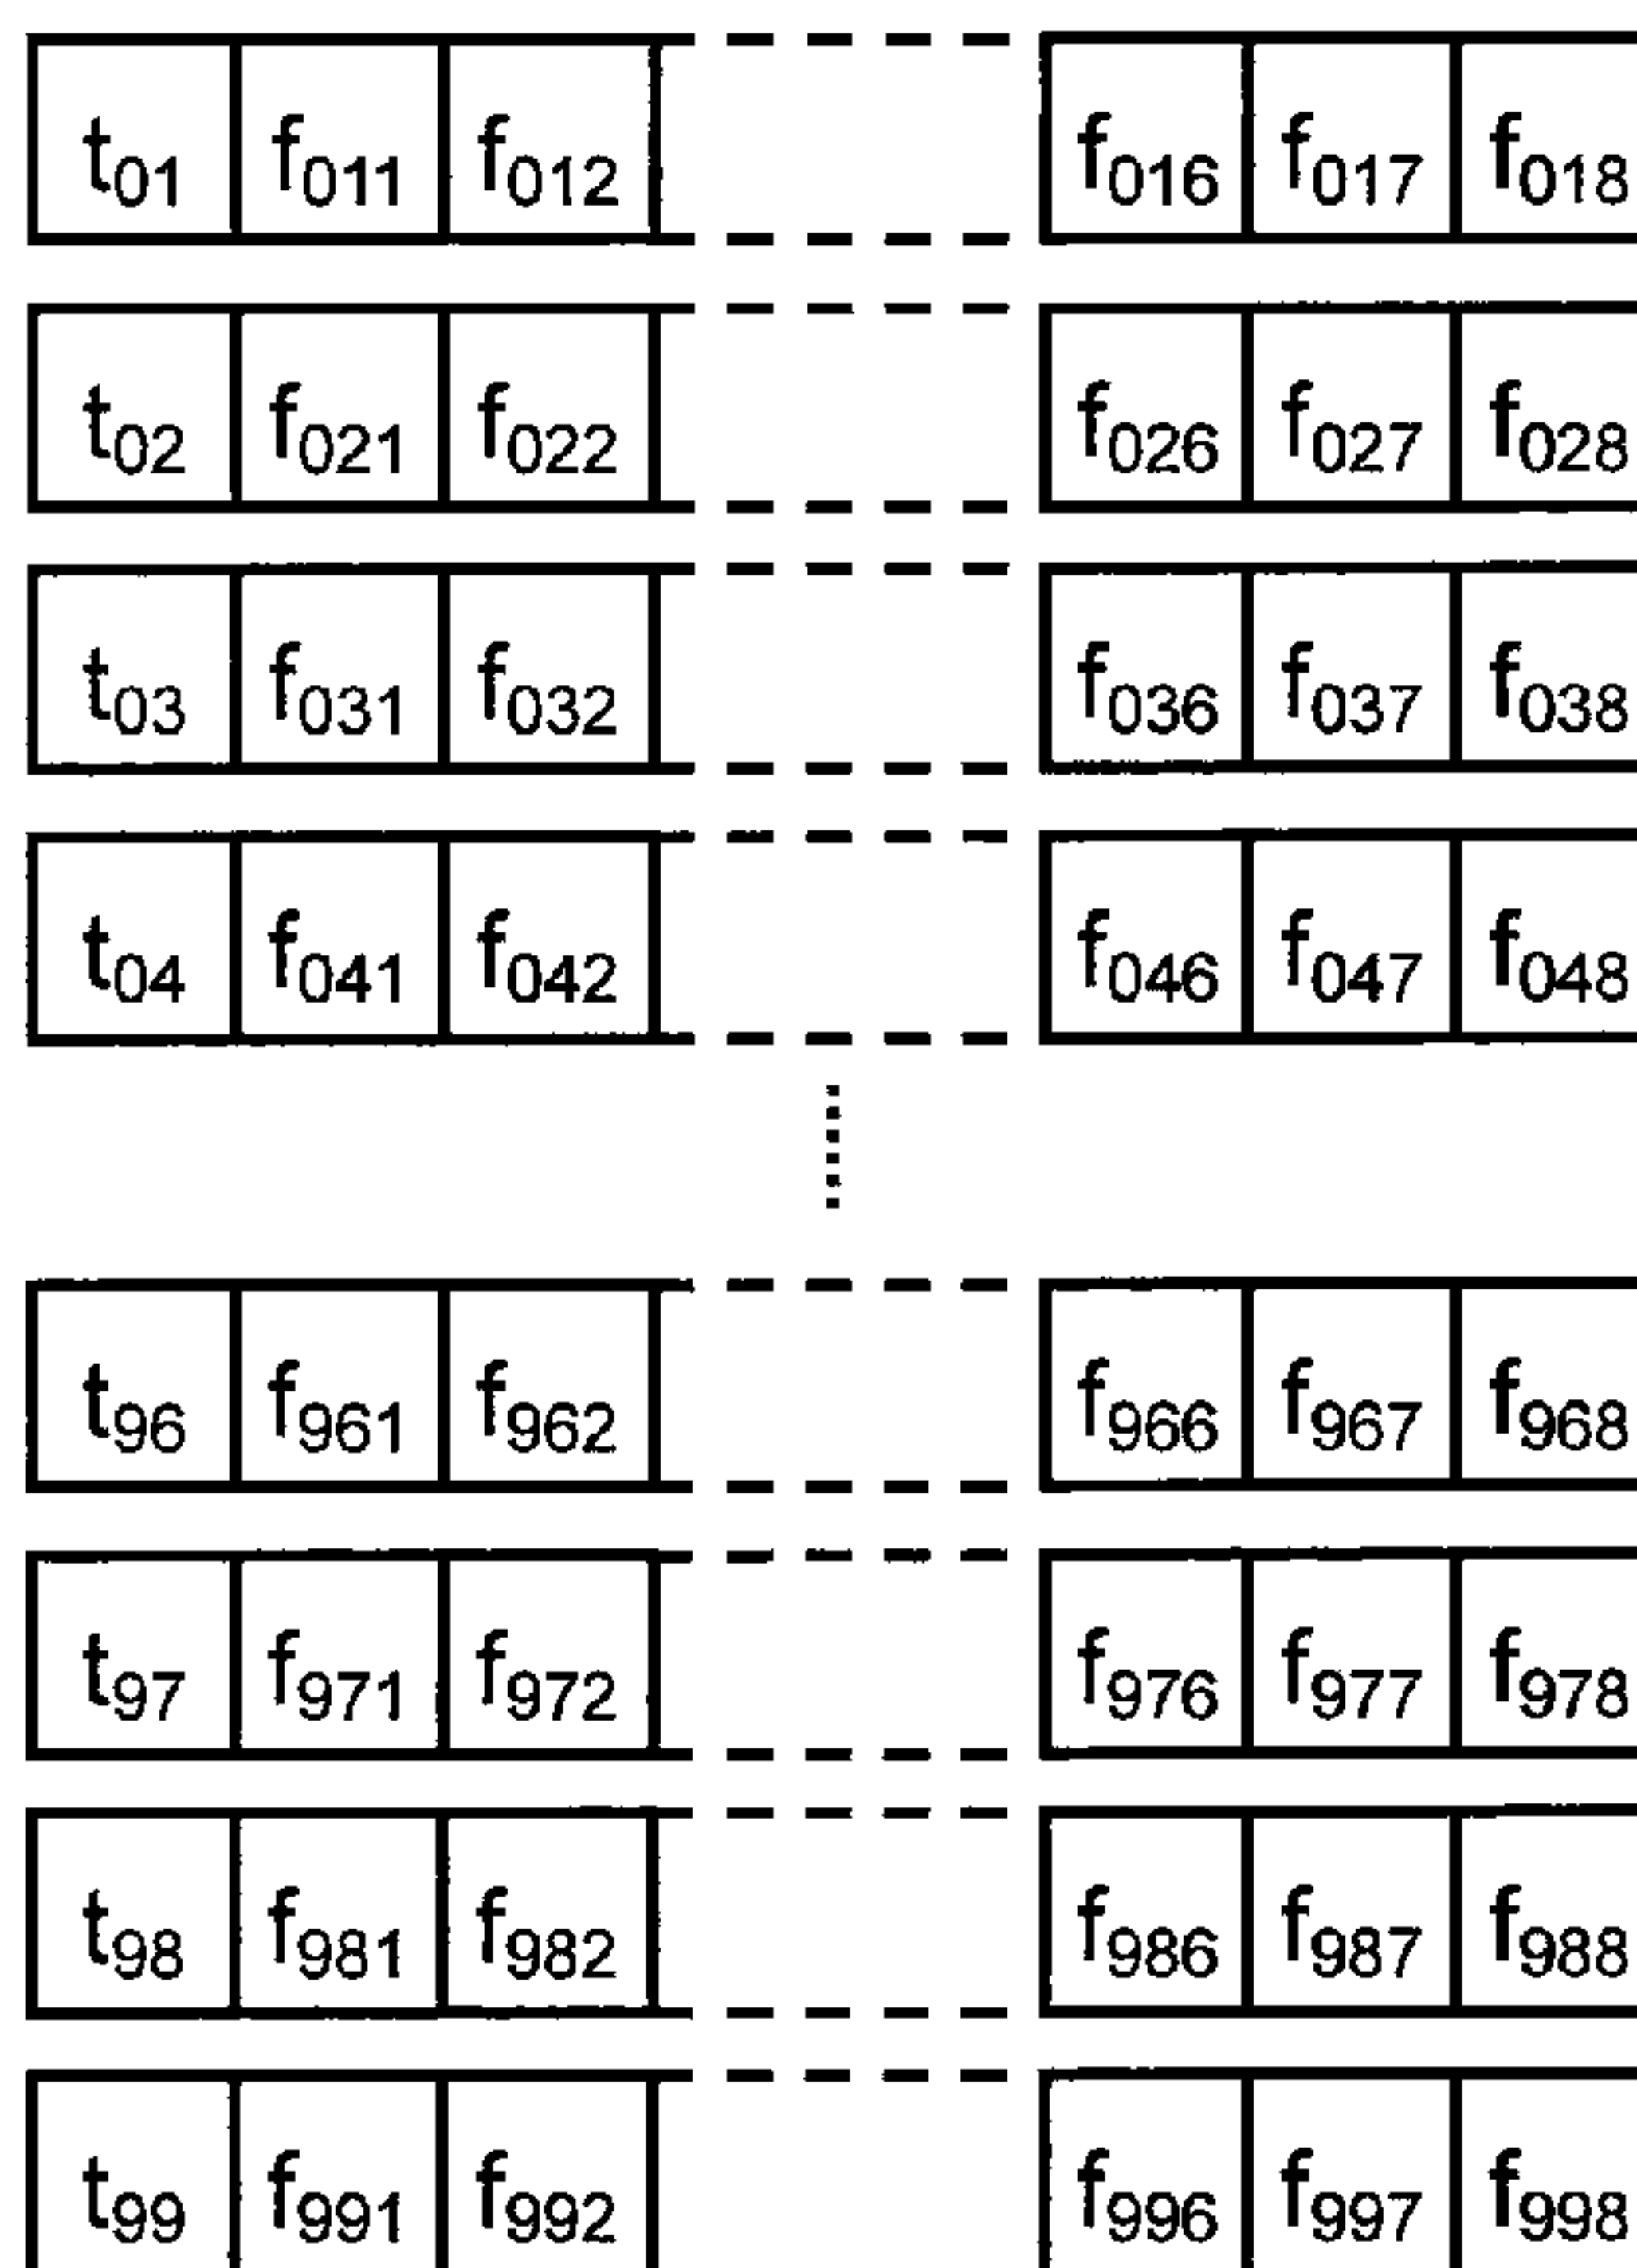 t01 f011 f012 f016 f017 f018
t02 f021 f022 f026 f027 f028
t03 f031 f032 f036 f037 f038
t04 f041 f042 f046 f047 f048
t96 f961 f962 f966 f967 f968
t97 f971 f972 f976 f977 f978
t98 f981 f982 f986 f987 f988
t99 f991 f992 f996 f997 f998